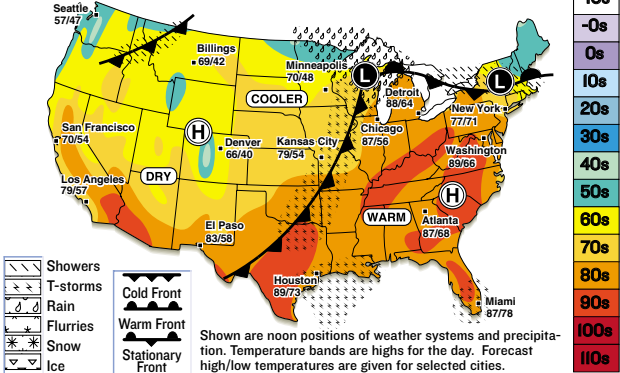 Seattle
57/47
Billings
69/42
Minneapolis
70/48
L
L
COOLER
Detroit
88/64
New York
77/71
San Francisco
70/54
H
Denver
66/40
Kansas City
79/54
Chicago
87/56
Washington
89/66
Los Angeles
79/57
DRY
H
WARM
Atlanta
87/68
El Paso
83/58
Houston
89/73
Miami
87/78
Showers
T-storms
Rain
Flurries
Snow
Ice
Cold Front
Warm Front
Stationary
Front
Shown are noon positions of weather systems and precipita-
tion. Temperature bands are highs for the day. Forecast
high/low temperatures are given for selected cities.
-0s
0s
10s
20s
30s
40s
50s
60s
70s
80s
90s
100s
110s